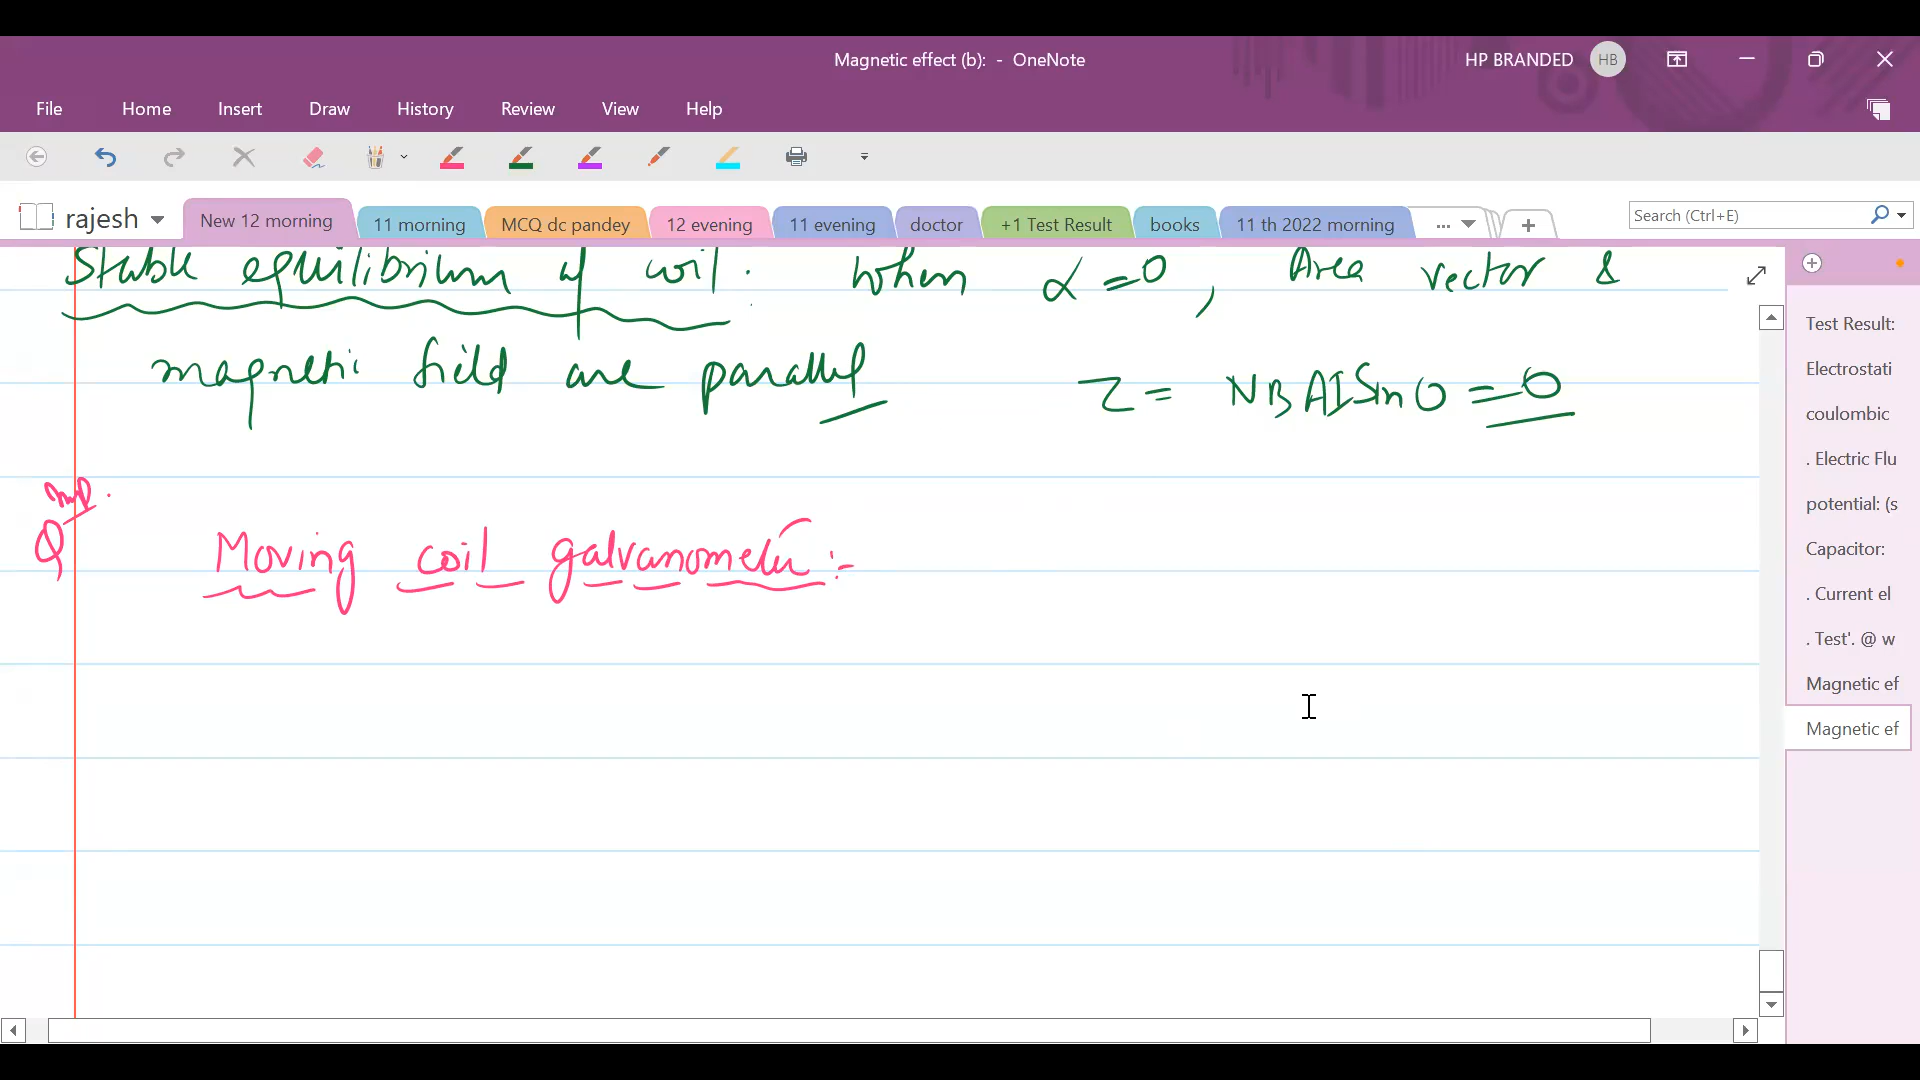 Magnetic effect (b): - OneNote
HP BRANDED HB
File Home Insert Draw History Review View Help
rajesh New 12 morning 11 morning MCQ dc pandey 12 evening 11 evening doctor +1 Test Result books 11 th 2022 morning ... Search (Ctrl+E)
Stable equilibrium of coil. When α = 0, Area vector &
magnetic field are parallel τ = NBAI Sin 0 = 0
Imp.
Q Moving coil galvanometer :-
Test Result:
Electrostati
coulombic
. Electric Flu
potential: (s
Capacitor:
. Current el
. Test'. @ w
Magnetic ef
Magnetic ef